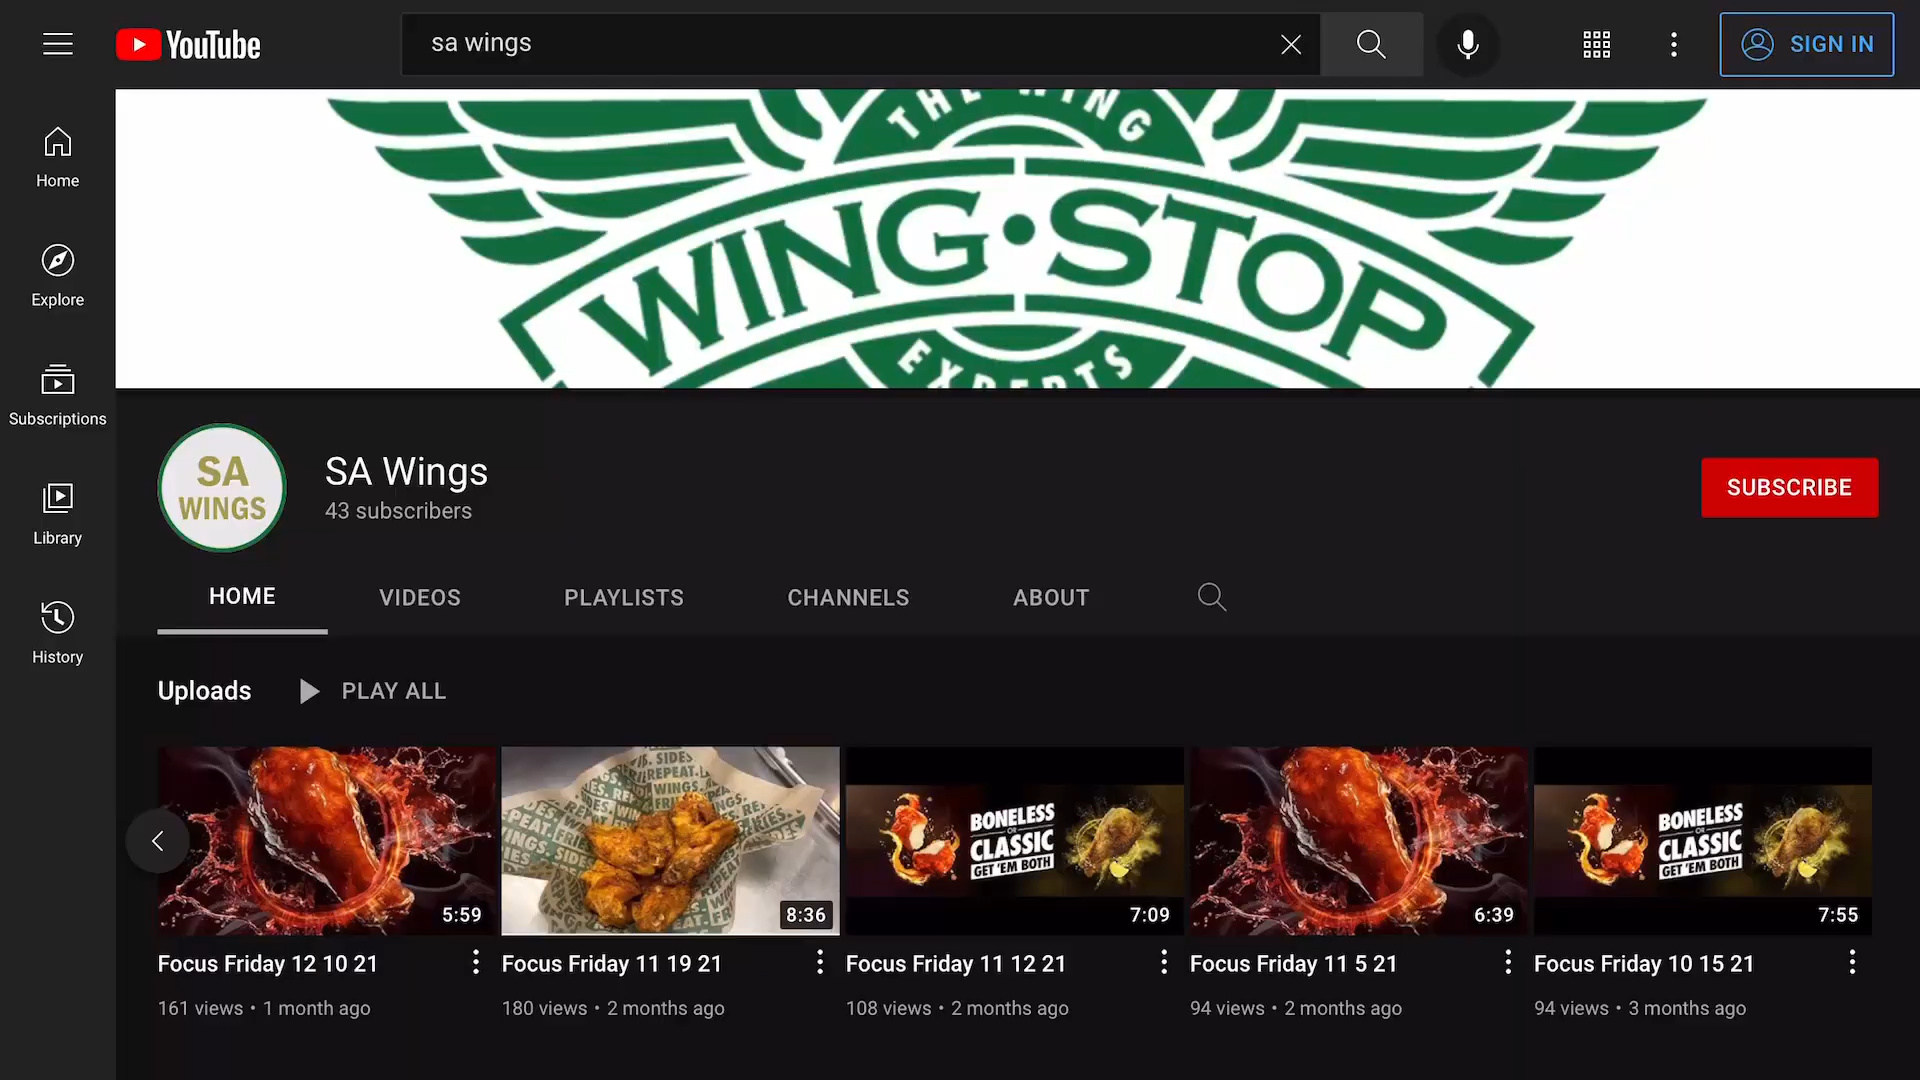 YouTube
sa wings
SIGN IN
Home
Explore
Subscriptions
Library
History
THE WING
WING·STOP
EXPERTS
SA
WINGS
SA Wings
43 subscribers
SUBSCRIBE
HOME
VIDEOS
PLAYLISTS
CHANNELS
ABOUT
Uploads
PLAY ALL
5:59
8:36
BONELESS
OR
CLASSIC
GET 'EM BOTH
7:09
6:39
BONELESS
OR
CLASSIC
GET 'EM BOTH
7:55
Focus Friday 12 10 21
161 views • 1 month ago
Focus Friday 11 19 21
180 views • 2 months ago
Focus Friday 11 12 21
108 views • 2 months ago
Focus Friday 11 5 21
94 views • 2 months ago
Focus Friday 10 15 21
94 views • 3 months ago